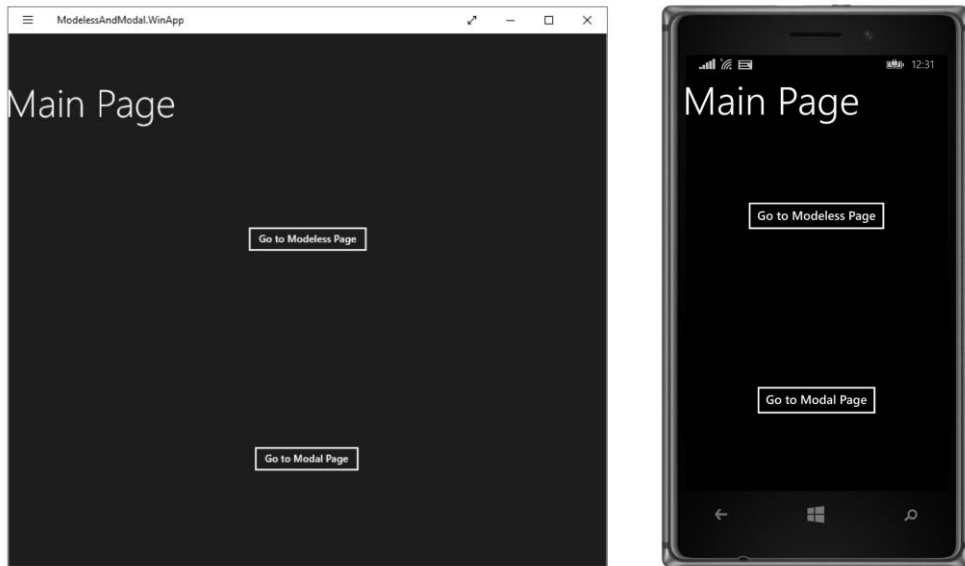 ModelessAndModal.WinApp
Main Page
Go to Modeless Page
Go to Modal Page
12:31
Main Page
Go to Modeless Page
Go to Modal Page